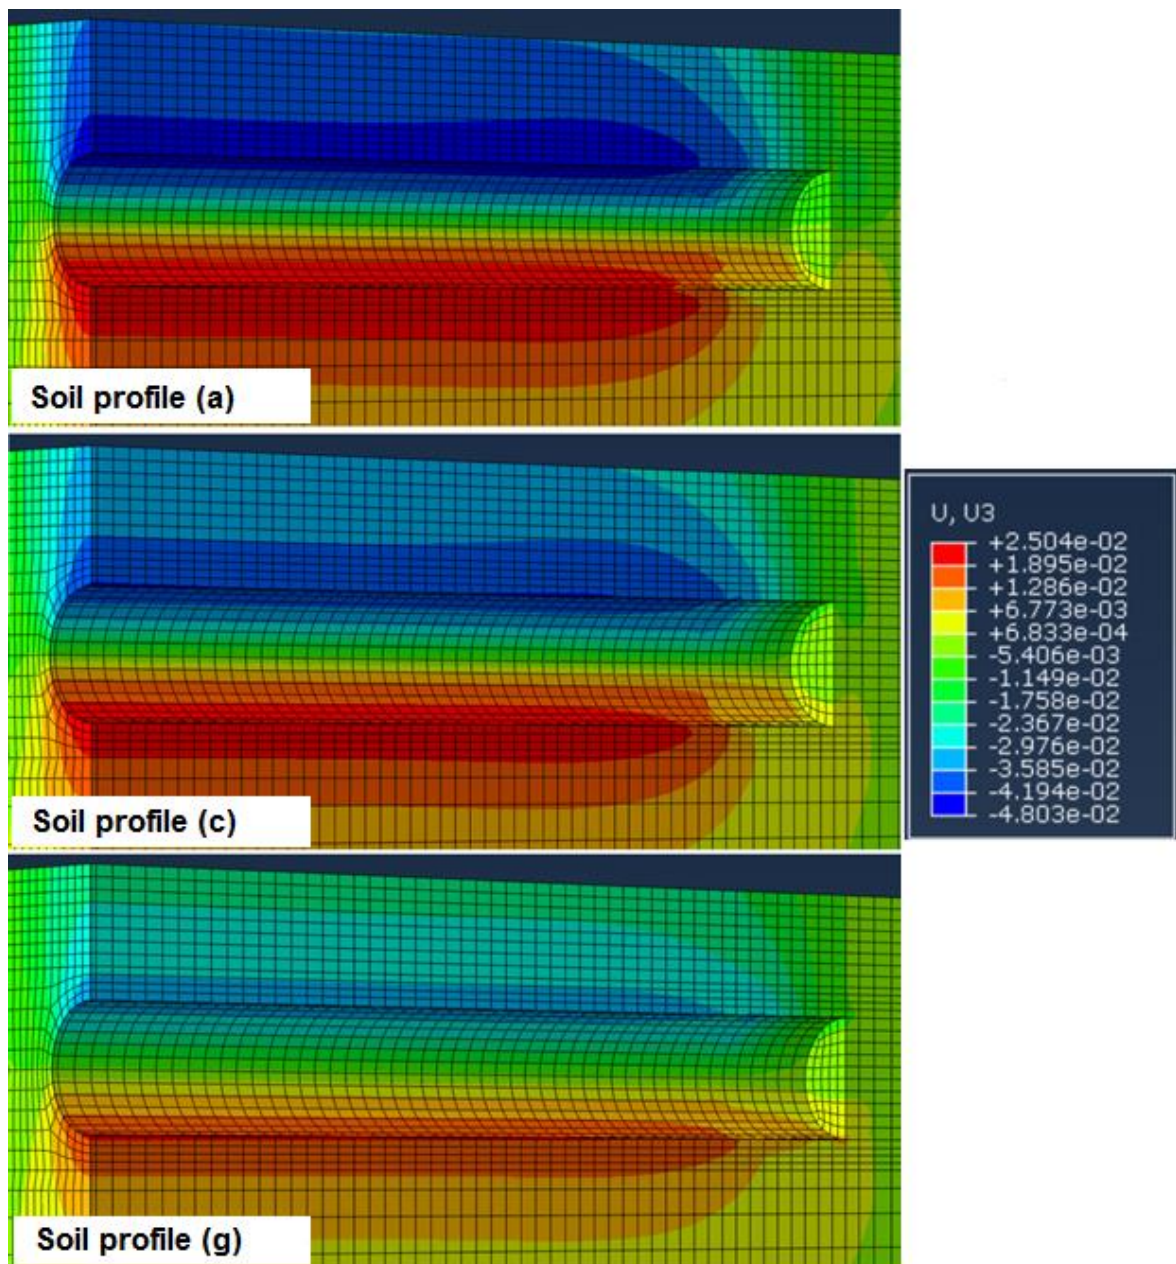 Soil profile (a)
Soil profile (c)
U, U3
+2.504e-02
+1.895e-02
+1.286e-02
+6.773e-03
+6.833e-04
-5.406e-03
-1.149e-02
-1.758e-02
-2.367e-02
-2.976e-02
-3.585e-02
-4.194e-02
-4.803e-02
Soil profile (g)